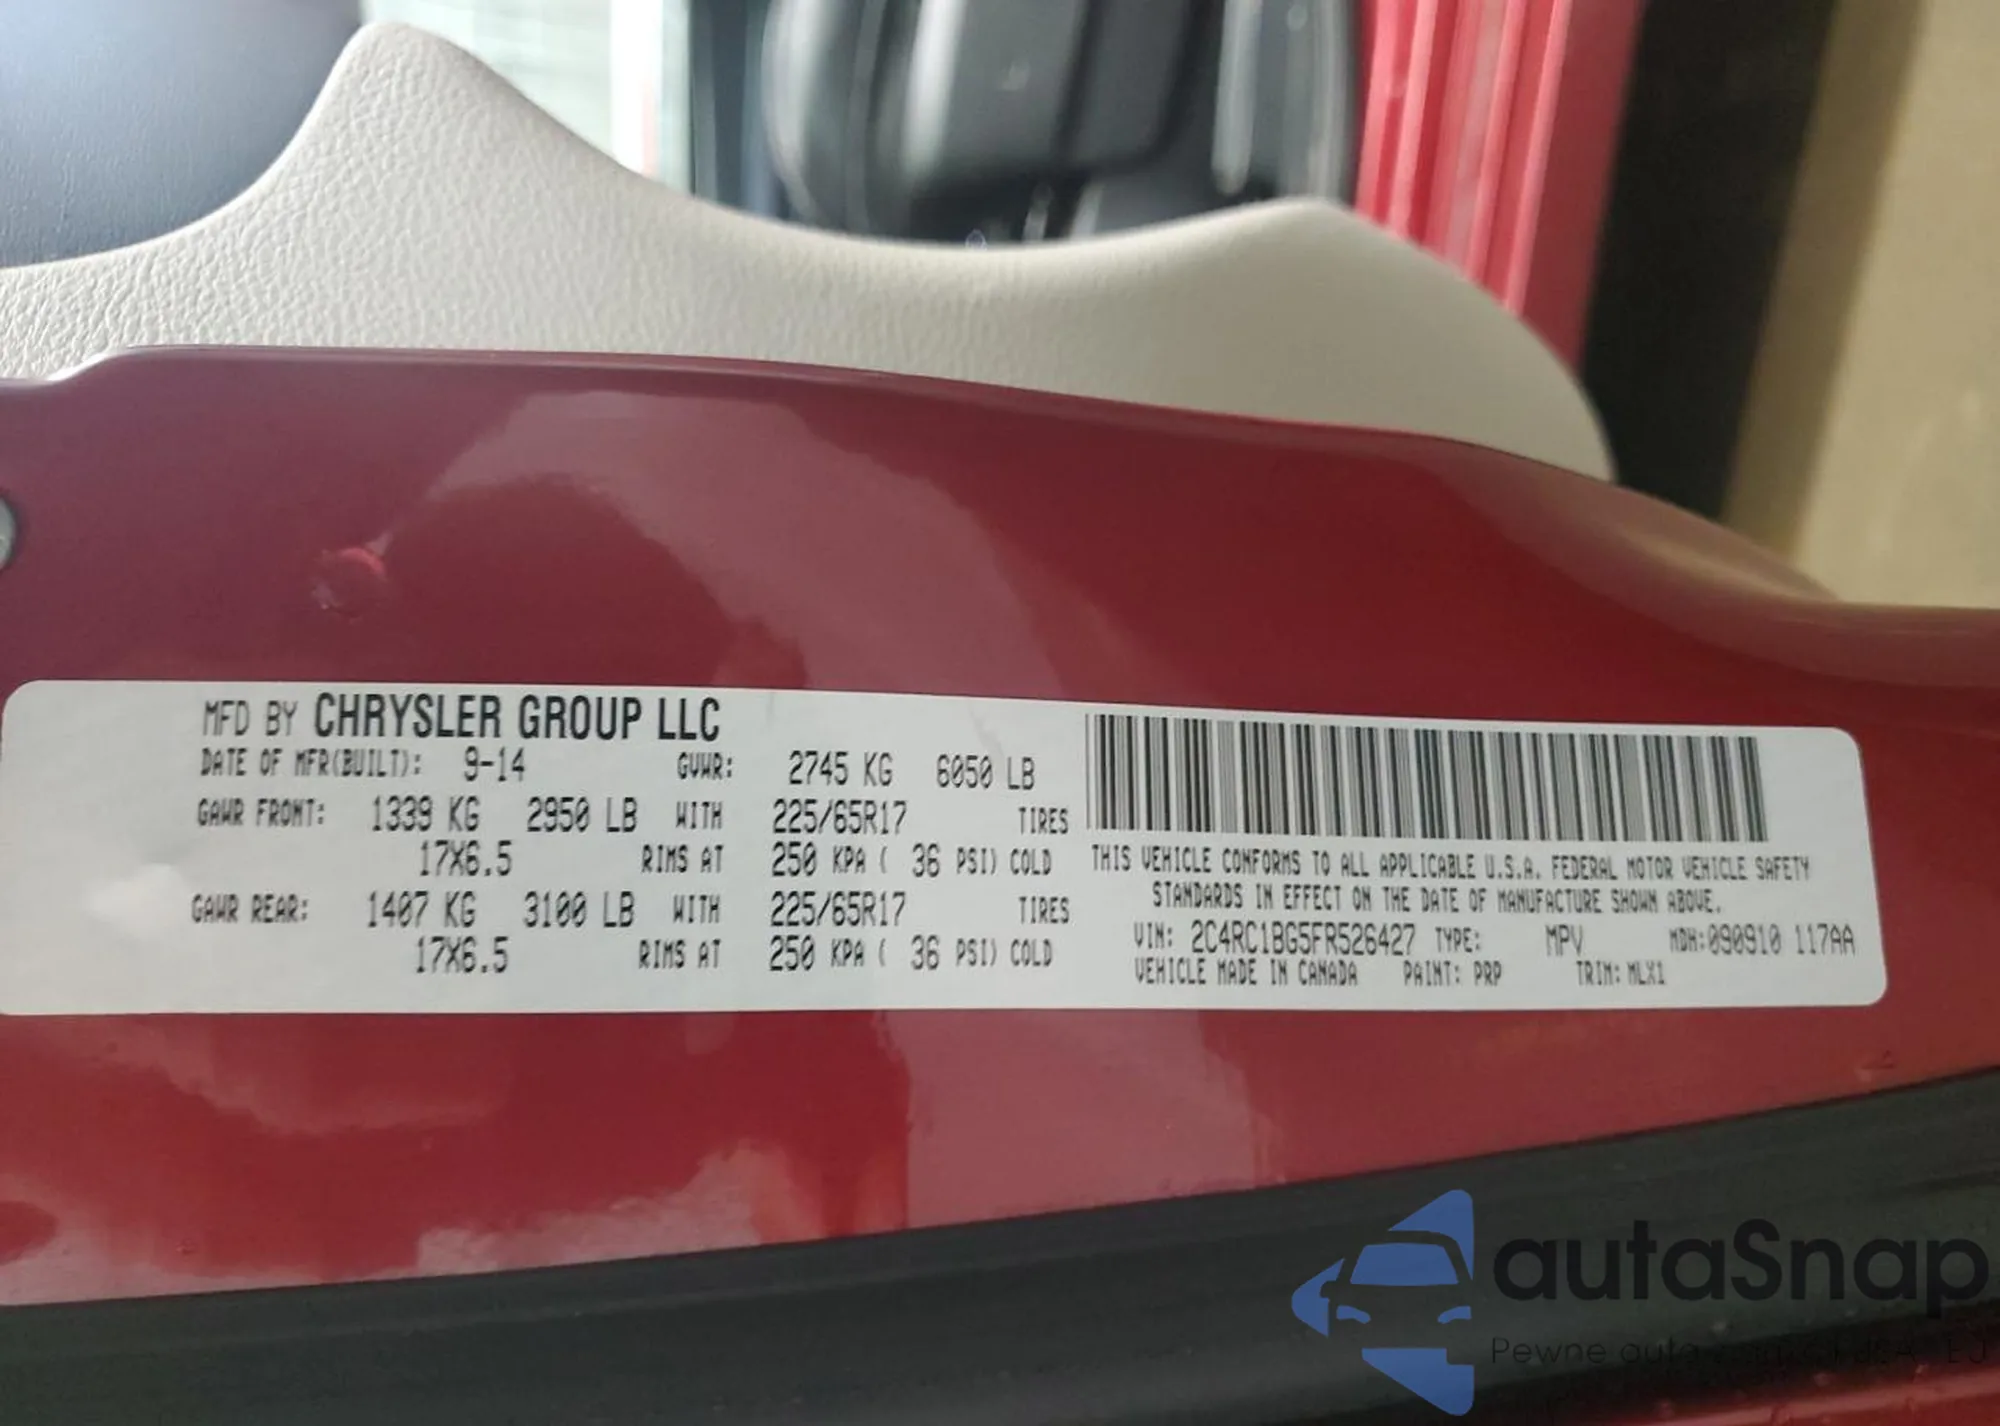 MFD BY CHRYSLER GROUP LLC
DATE OF MFR(BUILT): 9-14 GVWR: 2745 KG 6050 LB
GAWR FRONT: 1339 KG 2950 LB WITH 225/65R17 TIRES
17X6.5 RIMS AT 250 KPA ( 36 PSI) COLD
GAWR REAR: 1407 KG 3100 LB WITH 225/65R17 TIRES
17X6.5 RIMS AT 250 KPA ( 36 PSI) COLD
THIS VEHICLE CONFORMS TO ALL APPLICABLE U.S.A. FEDERAL MOTOR VEHICLE SAFETY
STANDARDS IN EFFECT ON THE DATE OF MANUFACTURE SHOWN ABOVE.
VIN: 2C4RC1BG5FR526427 TYPE: MPV MDH:090910 117AA
VEHICLE MADE IN CANADA PAINT: PRP TRIM: MLX1
autaSnap
Pewne auta